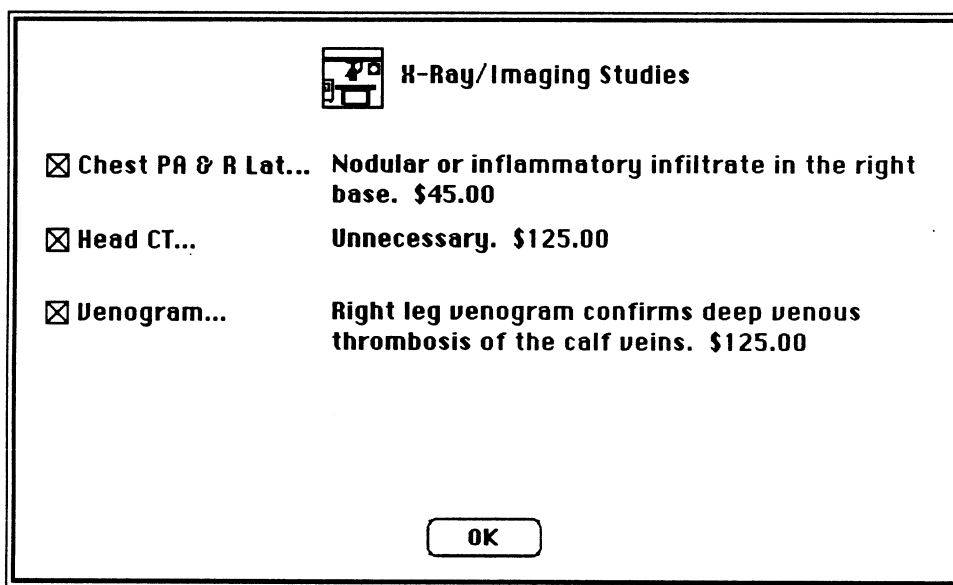 X-Ray/Imaging Studies
Chest PA & R Lat... Nodular or inflammatory infiltrate in the right
base. $45.00
Head CT... Unnecessary. $125.00
Venogram... Right leg venogram confirms deep venous
thrombosis of the calf veins. $125.00
OK